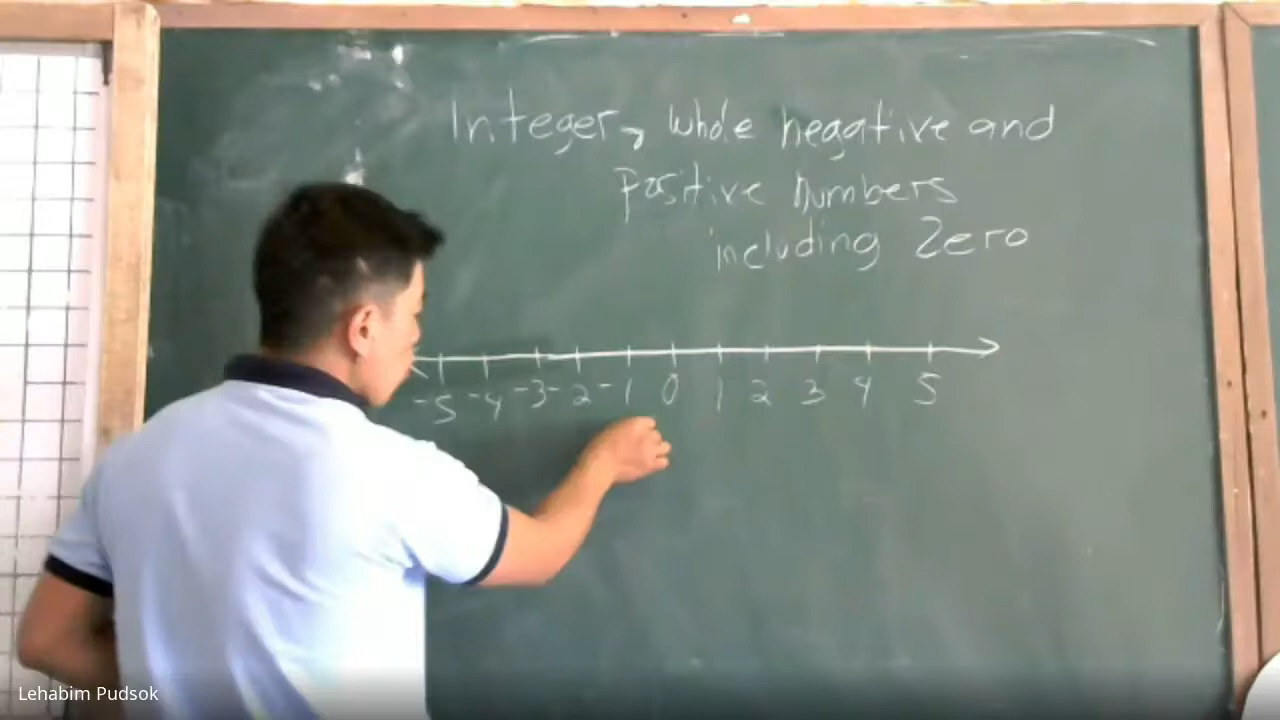 Integer, whole negative and
positive numbers
including Zero
-5 -4 -3 -2 -1 0 1 2 3 4 5
Lehabim Pudsok